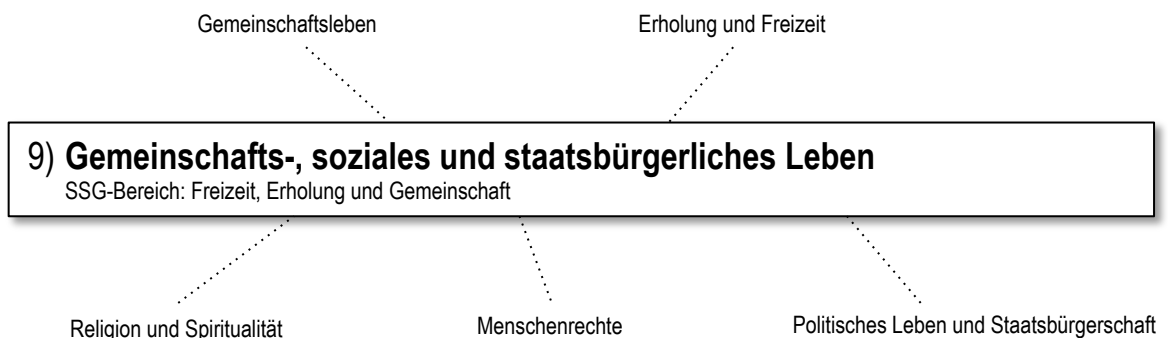 Gemeinschaftsleben
Erholung und Freizeit
9) Gemeinschafts-, soziales und staatsbürgerliches Leben
SSG-Bereich: Freizeit, Erholung und Gemeinschaft
Religion und Spiritualität
Menschenrechte
Politisches Leben und Staatsbürgerschaft